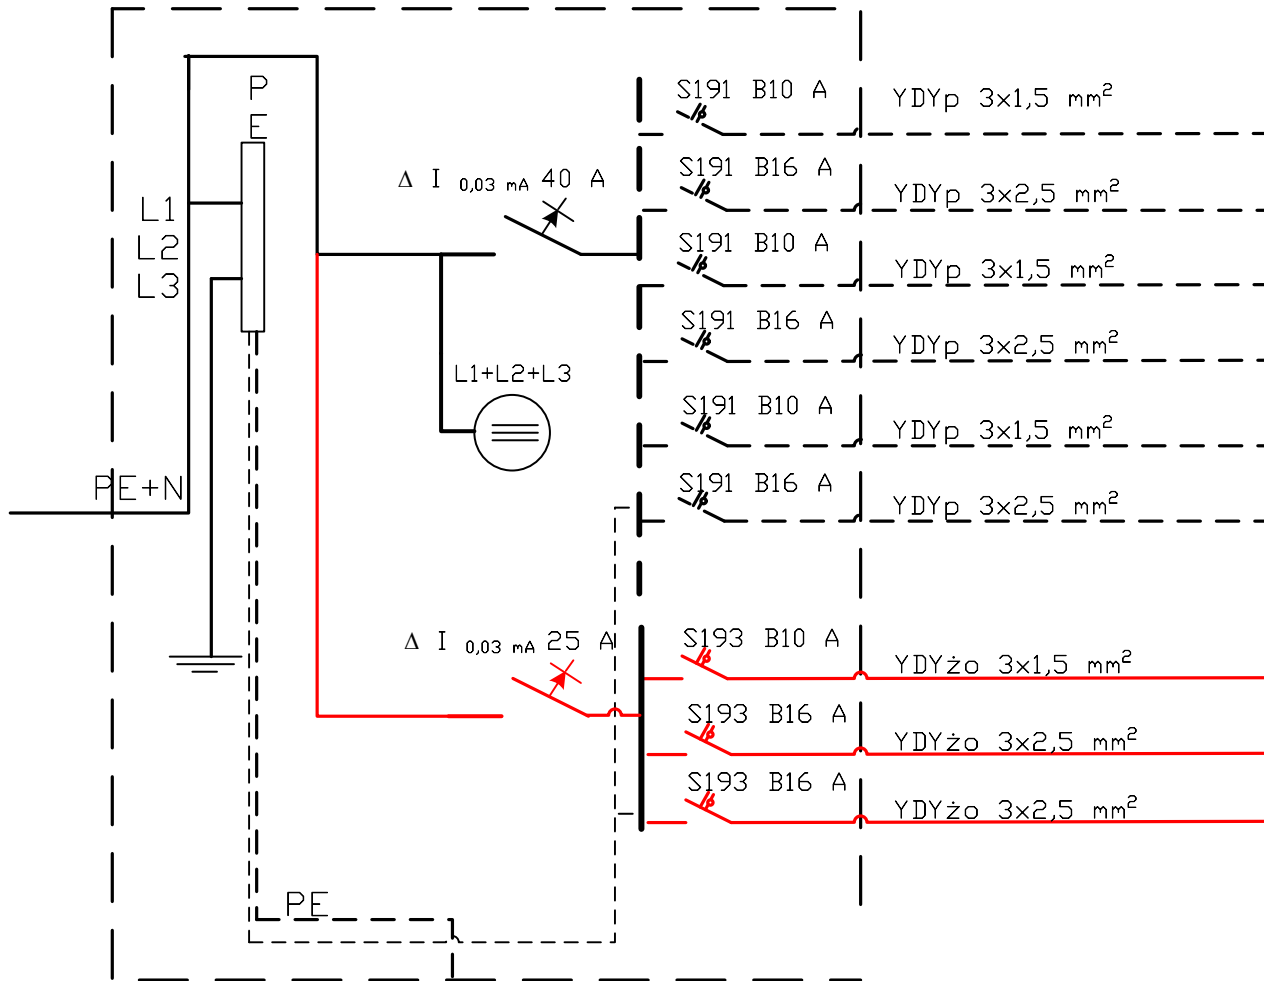 P
E
S191 B10 A
YDYp 3x1,5 mm²
S191 B16 A
YDYp 3x2,5 mm²
Δ I 0,03 mA 40 A
L1
L2
L3
S191 B10 A
YDYp 3x1,5 mm²
S191 B16 A
YDYp 3x2,5 mm²
L1+L2+L3
S191 B10 A
YDYp 3x1,5 mm²
PE+N
S191 B16 A
YDYp 3x2,5 mm²
Δ I 0,03 mA 25 A
S193 B10 A
YDYżo 3x1,5 mm²
S193 B16 A
YDYżo 3x2,5 mm²
S193 B16 A
YDYżo 3x2,5 mm²
PE